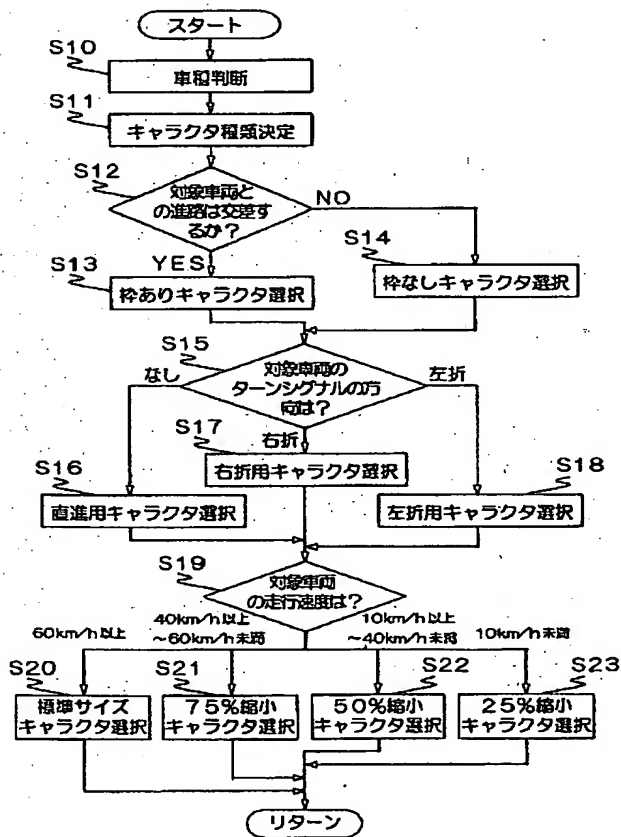 スタート
S10
車種判断
S11
キャラクタ種類決定
S12
対象車両と
の進路は交差す
るか？
NO
YES
S13
枠ありキャラクタ選択
S14
枠なしキャラクタ選択
S15
対象車両の
ターンシグナルの方
向は？
なし
左折
右折
S17
右折用キャラクタ選択
S16
直進用キャラクタ選択
S18
左折用キャラクタ選択
S19
対象車両
の走行速度は？
60km/h以上
40km/h以上
〜60km/h未満
10km/h以上
〜40km/h未満
10km/h未満
S20
標準サイズ
キャラクタ選択
S21
75%縮小
キャラクタ選択
S22
50%縮小
キャラクタ選択
S23
25%縮小
キャラクタ選択
リターン